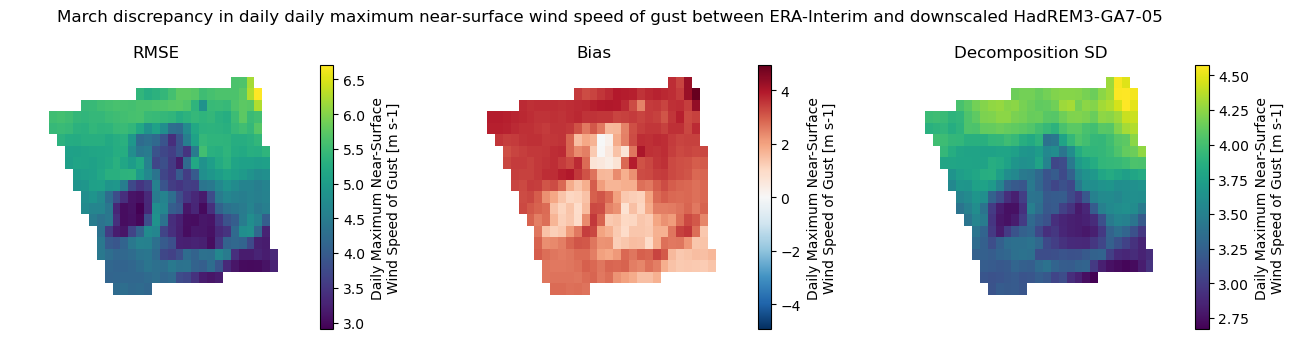 March discrepancy in daily daily maximum near-surface wind speed of gust between ERA-Interim and downscaled HadREM3-GA7-05
RMSE
6.5
6.0
5.5
5.0
4.5
4.0
3.5
3.0
Daily Maximum Near-Surface
Wind Speed of Gust [m s-1]
Bias
4
2
0
−2
−4
Daily Maximum Near-Surface
Wind Speed of Gust [m s-1]
Decomposition SD
4.50
4.25
4.00
3.75
3.50
3.25
3.00
2.75
Daily Maximum Near-Surface
Wind Speed of Gust [m s-1]